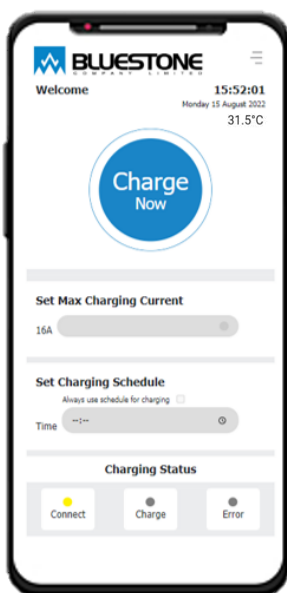 BLUESTONE
COMPANY LIMITED
Welcome
15:52:01
Monday 15 August 2022
31.5°C
Charge
Now
Set Max Charging Current
16A
Set Charging Schedule
Always use schedule for charging
Time
--:--
Charging Status
Connect
Charge
Error